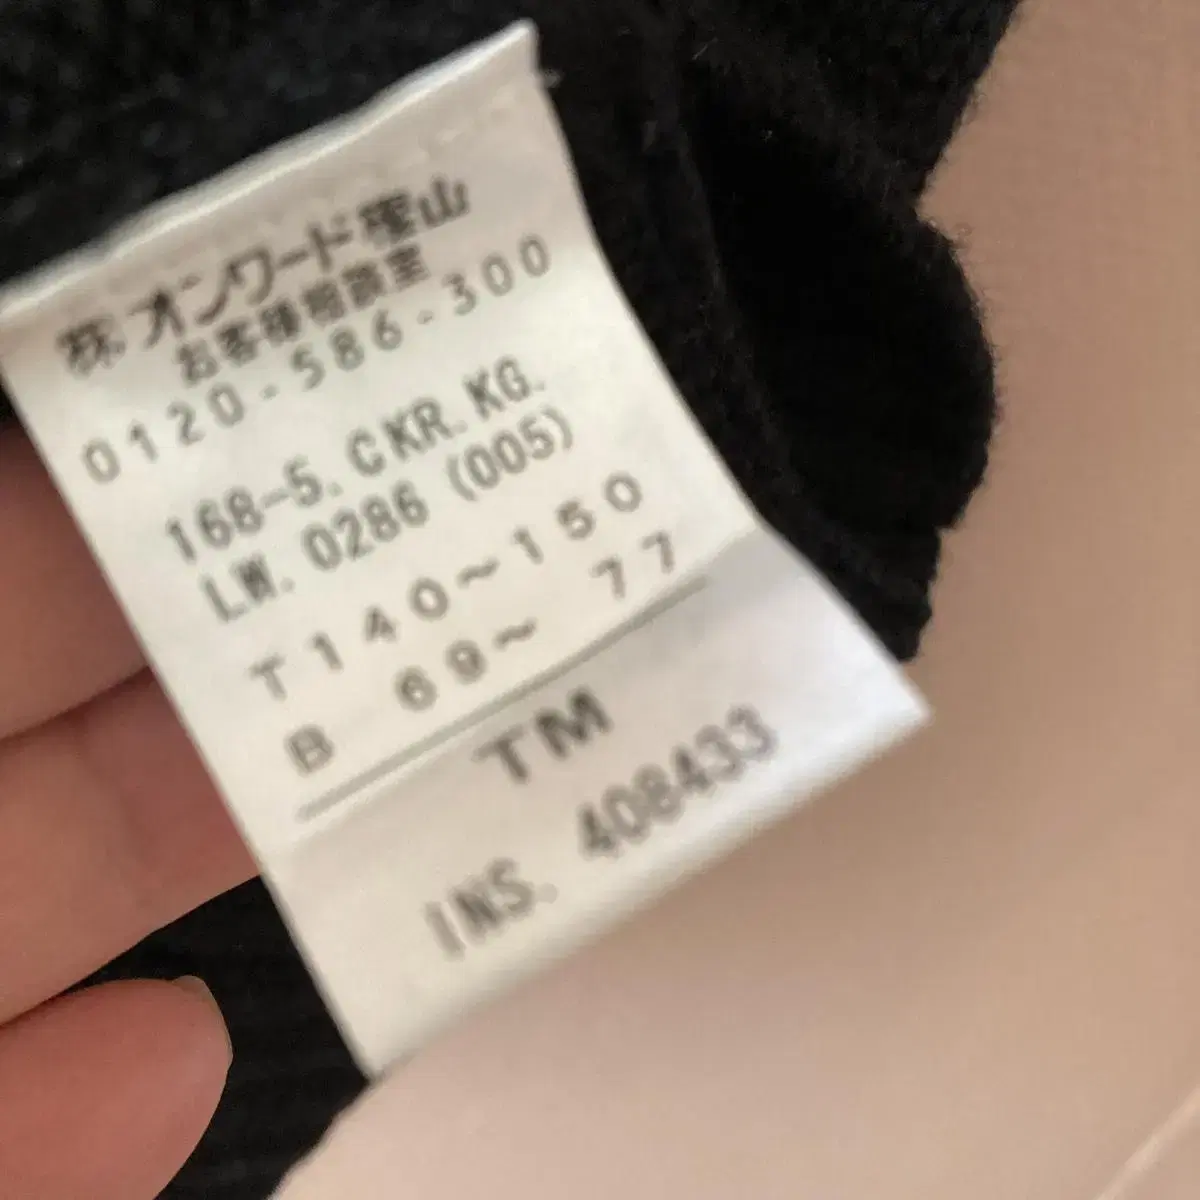 ㈱オンワード樫山
お客様相談室
0120-586-300
168-5. CKR. KG.
LW. 0286 (005)
T140~150
B 69~ 77
TM
INS. 408433